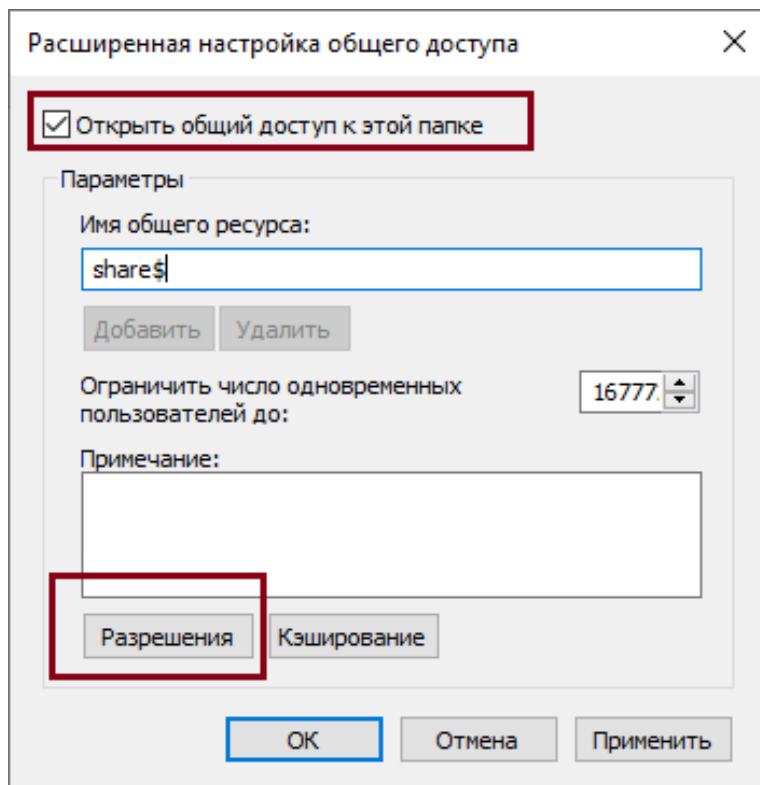 Расширенная настройка общего доступа
Открыть общий доступ к этой папке
Параметры
Имя общего ресурса:
share$
Добавить Удалить
Ограничить число одновременных
пользователей до:
16777
Примечание:
Разрешения Кэширование
ОК Отмена Применить